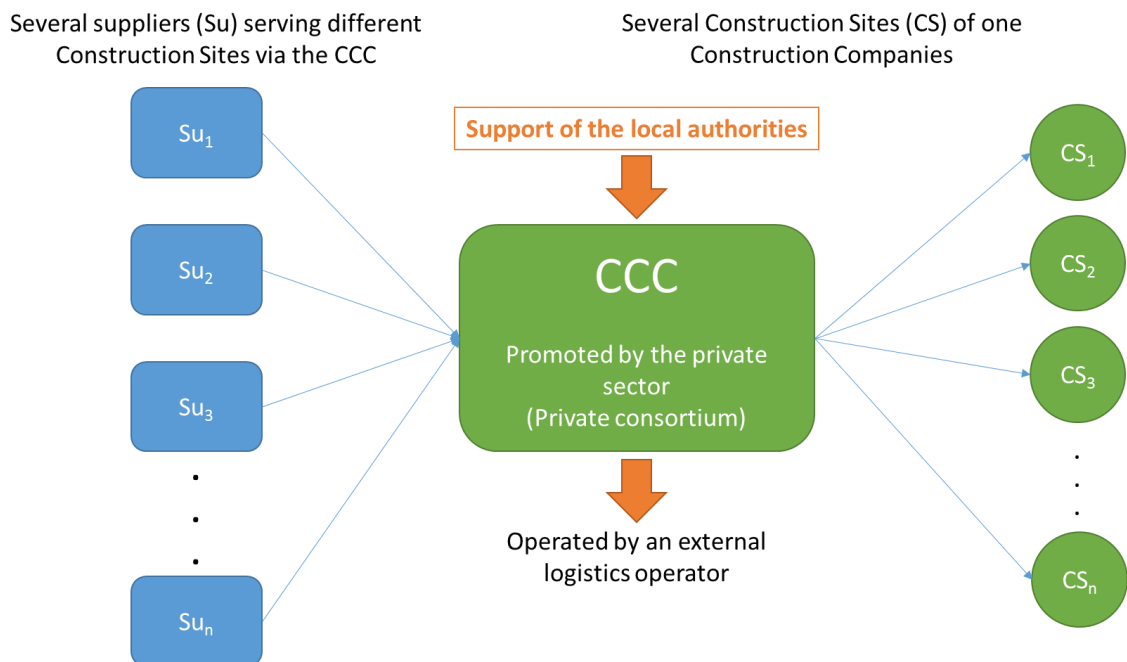 Several suppliers (Su) serving different
Construction Sites via the CCC
Several Construction Sites (CS) of one
Construction Companies
Su₁
Su₂
Su₃
.
.
.
Suₙ
Support of the local authorities
CCC
Promoted by the private
sector
(Private consortium)
Operated by an external
logistics operator
CS₁
CS₂
CS₃
.
.
.
CSₙ